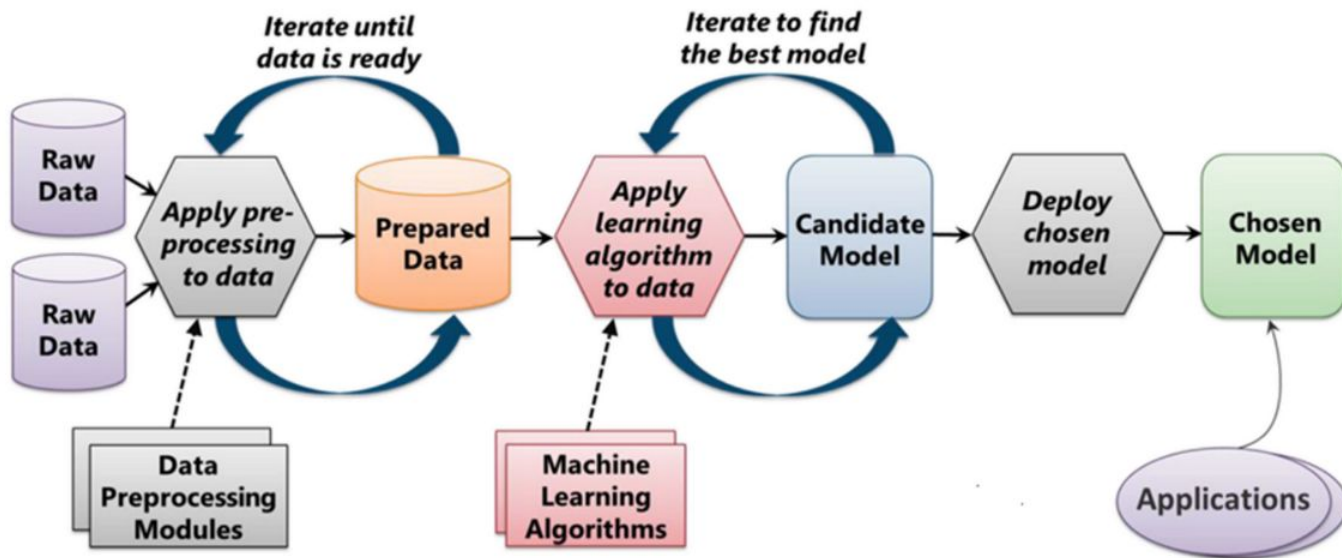 Iterate until
data is ready
Iterate to find
the best model
Raw
Data
Raw
Data
Apply pre-
processing
to data
Prepared
Data
Apply
learning
algorithm
to data
Candidate
Model
Deploy
chosen
model
Chosen
Model
Data
Preprocessing
Modules
Machine
Learning
Algorithms
Applications